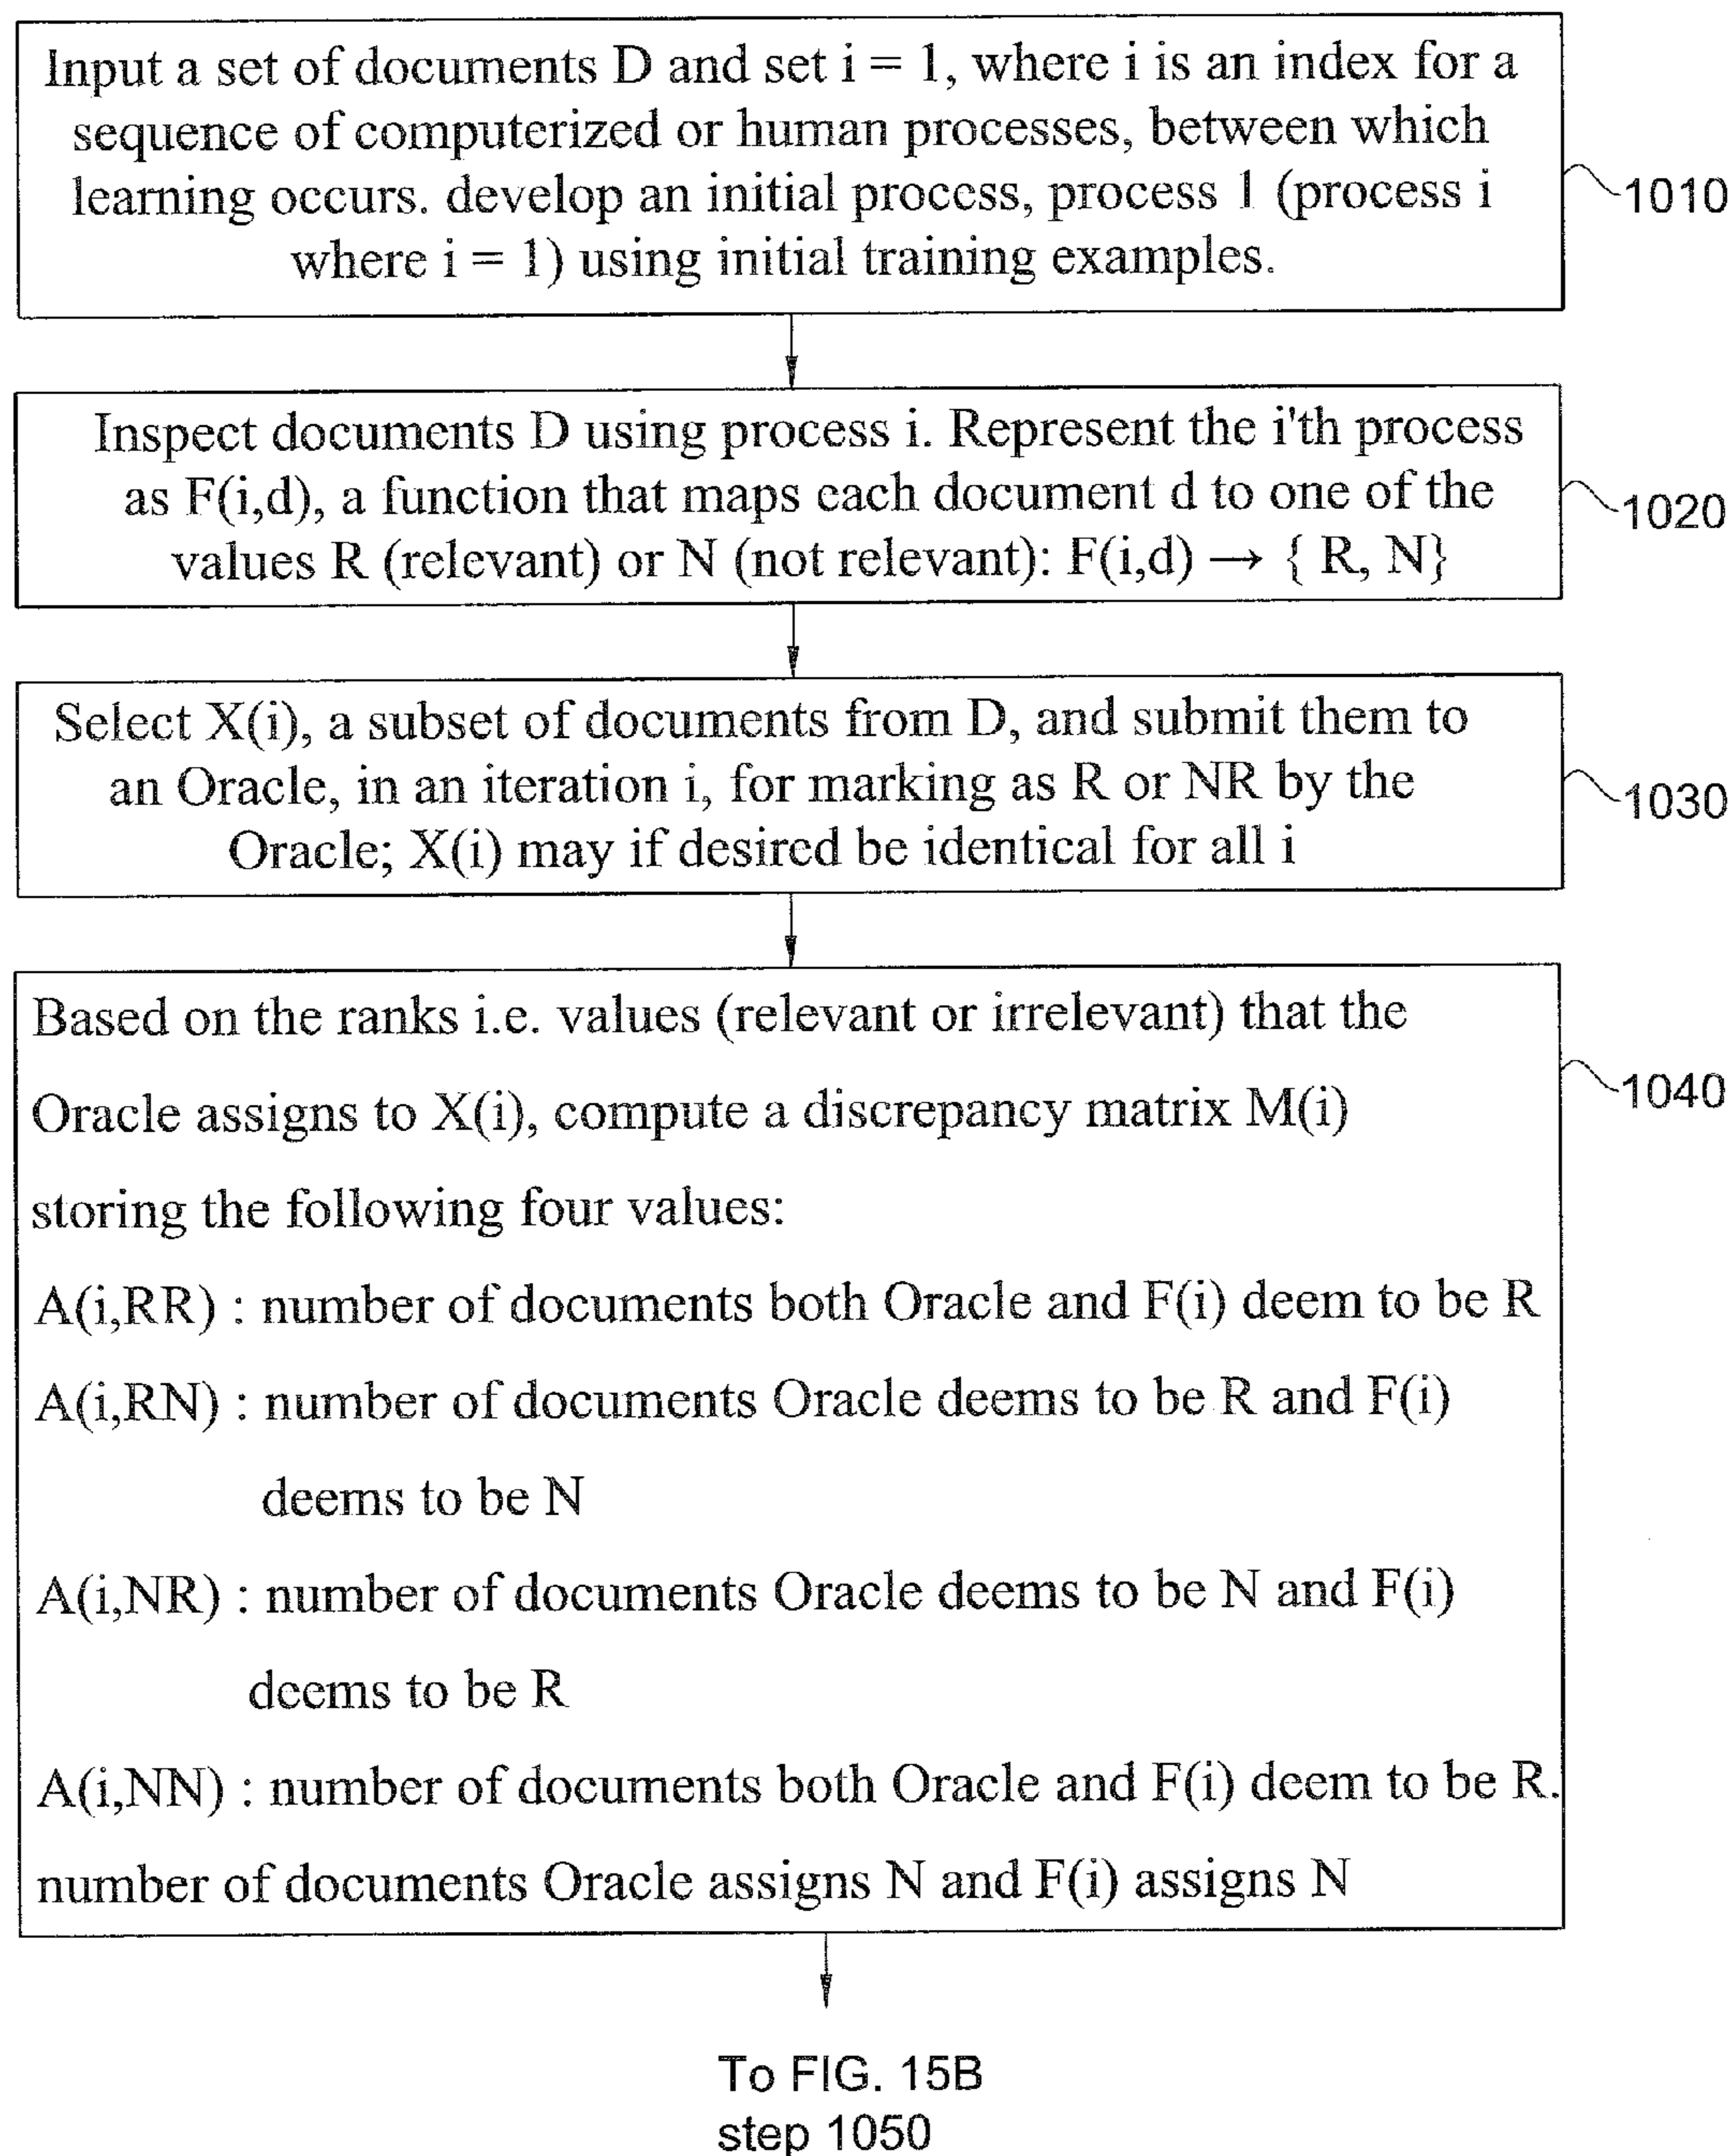 Input a set of documents D and set i = 1, where i is an index for a
sequence of computerized or human processes, between which
learning occurs. develop an initial process, process 1 (process i
where i = 1) using initial training examples.
1010
Inspect documents D using process i. Represent the i'th process
as F(i,d), a function that maps each document d to one of the
values R (relevant) or N (not relevant): F(i,d) → { R, N}
1020
Select X(i), a subset of documents from D, and submit them to
an Oracle, in an iteration i, for marking as R or NR by the
Oracle; X(i) may if desired be identical for all i
1030
Based on the ranks i.e. values (relevant or irrelevant) that the
Oracle assigns to X(i), compute a discrepancy matrix M(i)
storing the following four values:
A(i,RR) : number of documents both Oracle and F(i) deem to be R
A(i,RN) : number of documents Oracle deems to be R and F(i)
deems to be N
A(i,NR) : number of documents Oracle deems to be N and F(i)
deems to be R
A(i,NN) : number of documents both Oracle and F(i) deem to be R.
number of documents Oracle assigns N and F(i) assigns N
1040
To FIG. 15B
step 1050